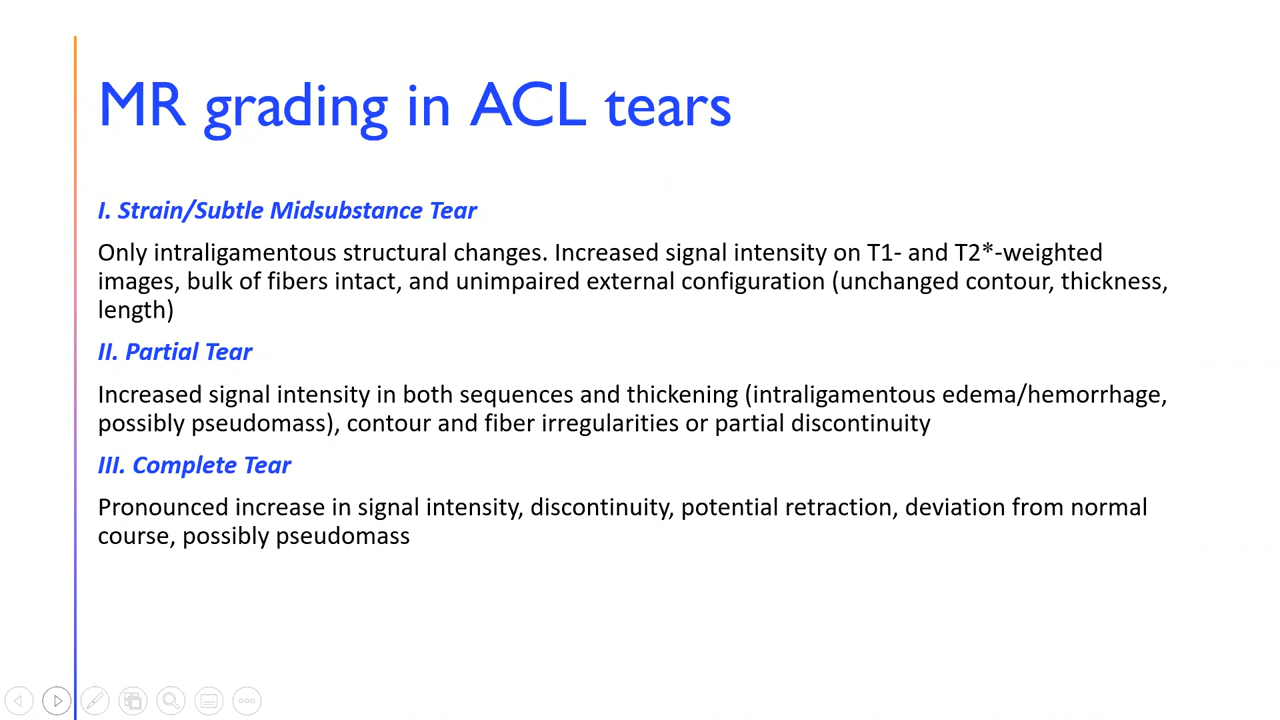 MR grading in ACL tears
I. Strain/Subtle Midsubstance Tear
Only intraligamentous structural changes. Increased signal intensity on T1- and T2*-weighted
images, bulk of fibers intact, and unimpaired external configuration (unchanged contour, thickness,
length)
II. Partial Tear
Increased signal intensity in both sequences and thickening (intraligamentous edema/hemorrhage,
possibly pseudomass), contour and fiber irregularities or partial discontinuity
III. Complete Tear
Pronounced increase in signal intensity, discontinuity, potential retraction, deviation from normal
course, possibly pseudomass